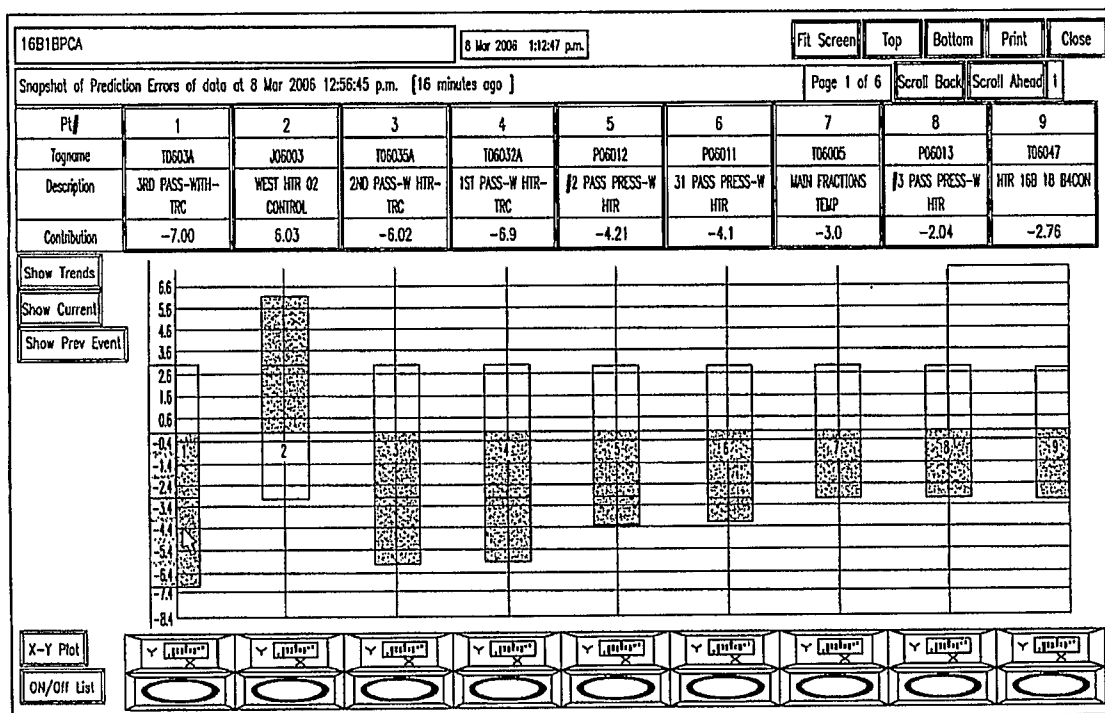 16B1BPCA 8 Mar 2006 1:12:47 p.m. Fit Screen Top Bottom Print Close
Snapshot of Prediction Errors of data at 8 Mar 2006 12:56:45 p.m. [16 minutes ago ] Page 1 of 6 Scroll Back Scroll Ahead 1
Pt# 1 2 3 4 5 6 7 8 9
Tagname T0603A J06003 T06035A T06032A P06012 P06011 T06005 P06013 T06047
Description 3RD PASS-WITH- WEST HTR 02 2ND PASS-W HTR- 1ST PASS-W HTR- #2 PASS PRESS-W 31 PASS PRESS-W MAIN FRACTIONS #3 PASS PRESS-W HTR 16B 1B B4CON
TRC CONTROL TRC TRC HTR HTR TEMP HTR
Contribution -7.00 6.03 -6.02 -6.9 -4.21 -4.1 -3.0 -2.04 -2.76
Show Trends
Show Current
Show Prev Event
6.6
5.6
4.6
3.6
2.6
1.6
0.6
-0.4
1 2 3 4 5 6 7 8 9
-1.4
-2.4
-3.4
-4.4
-5.4
-6.4
-7.4
-8.4
X-Y Plot
ON/Off List